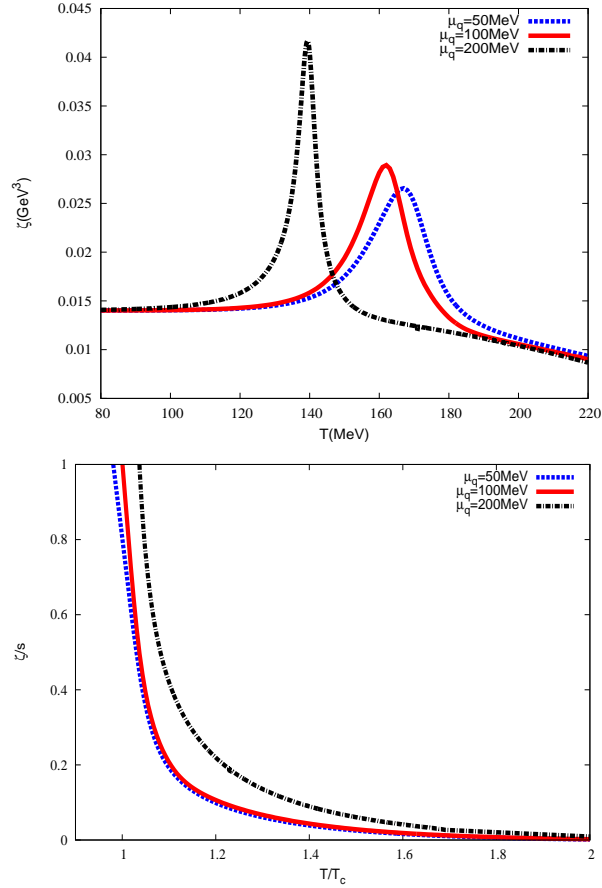 μq=50MeV
μq=100MeV
μq=200MeV
0.045
0.04
0.035
0.03
0.025
0.02
0.015
0.01
0.005
ζ(GeV³)
80 100 120 140 160 180 200 220
T(MeV)
μq=50MeV
μq=100MeV
μq=200MeV
1
0.8
0.6
0.4
0.2
0
ζ/s
1 1.2 1.4 1.6 1.8 2
T/Tc